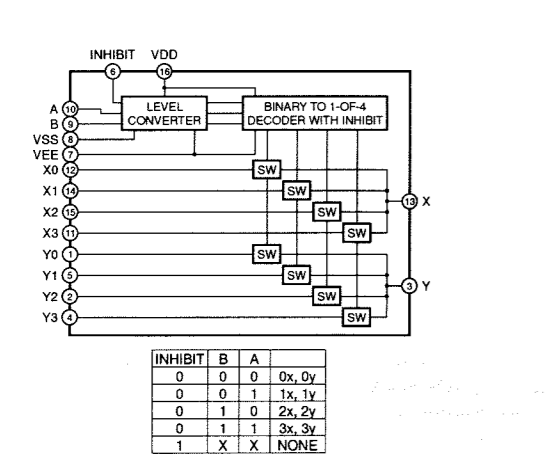 INHIBIT VDD
6 16
A 10 LEVEL CONVERTER BINARY TO 1-OF-4 DECODER WITH INHIBIT
B 9
VSS 8
VEE 7
X0 12 SW
X1 14 SW
13 X
X2 15 SW
X3 11 SW
Y0 1 SW
Y1 5 SW
3 Y
Y2 2 SW
Y3 4 SW
INHIBIT B A
0 0 0 0x, 0y
0 0 1 1x, 1y
0 1 0 2x, 2y
0 1 1 3x, 3y
1 X X NONE